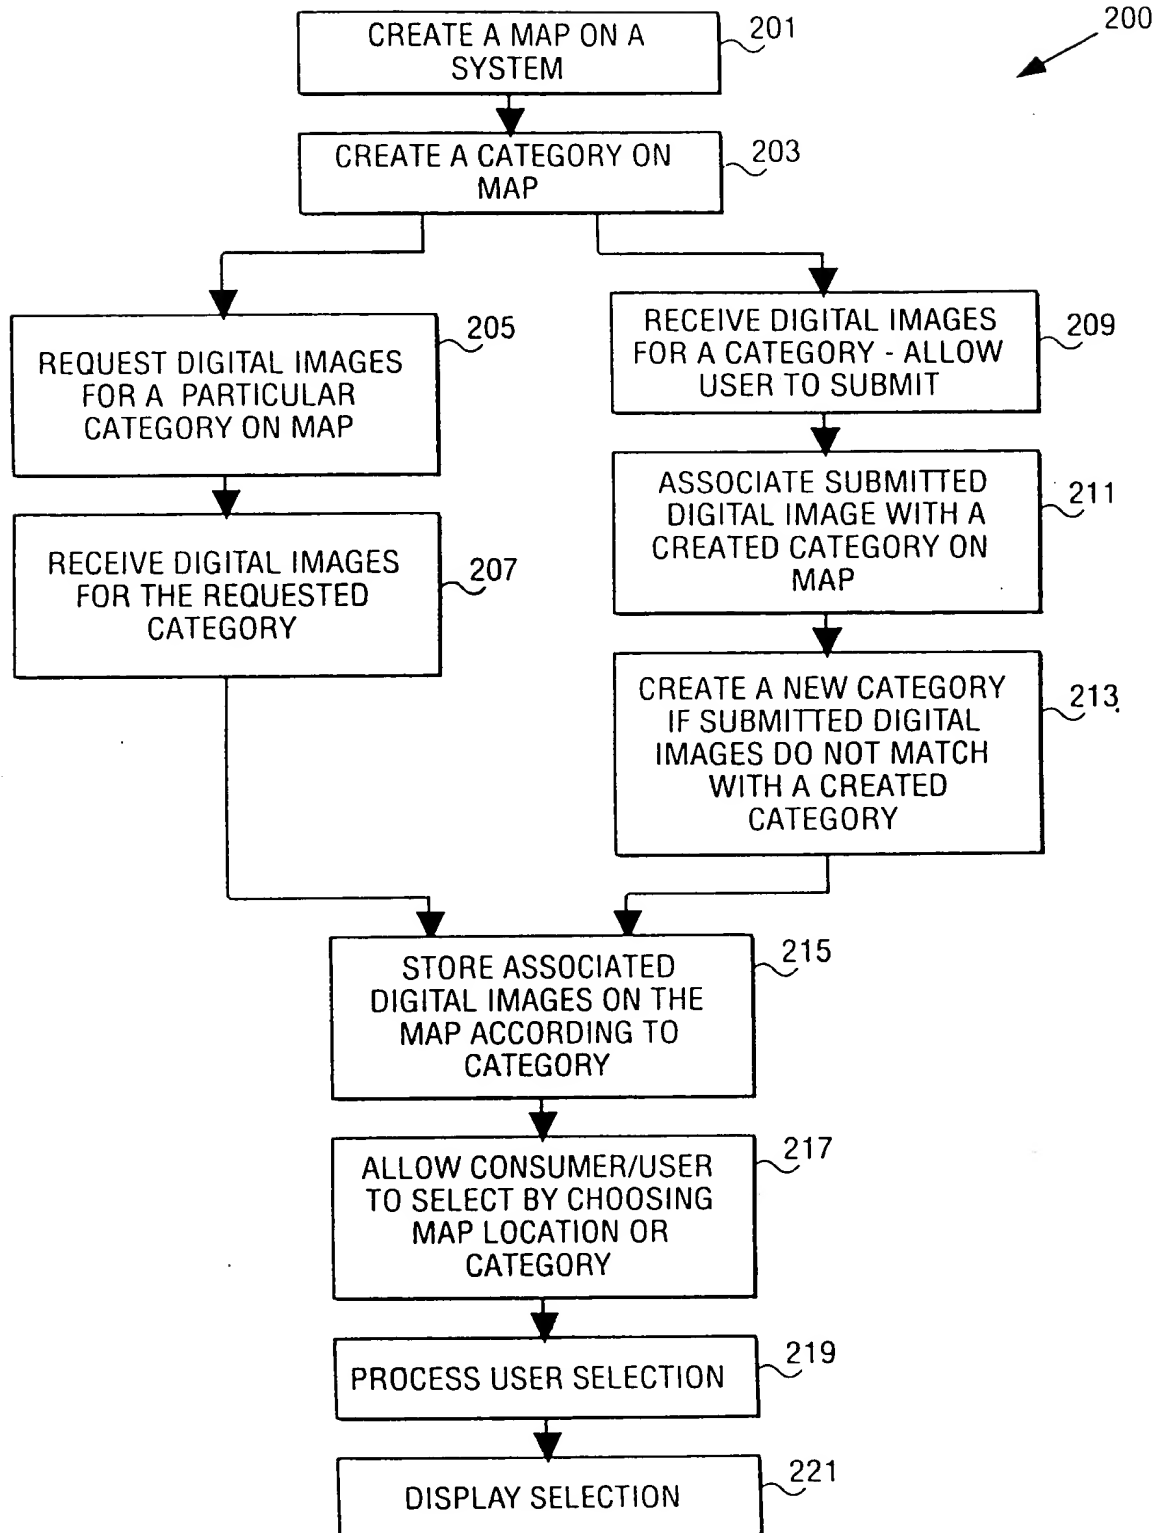 200
CREATE A MAP ON A
SYSTEM
201
CREATE A CATEGORY ON
MAP
203
REQUEST DIGITAL IMAGES
FOR A PARTICULAR
CATEGORY ON MAP
205
RECEIVE DIGITAL IMAGES
FOR THE REQUESTED
CATEGORY
207
RECEIVE DIGITAL IMAGES
FOR A CATEGORY - ALLOW
USER TO SUBMIT
209
ASSOCIATE SUBMITTED
DIGITAL IMAGE WITH A
CREATED CATEGORY ON
MAP
211
CREATE A NEW CATEGORY
IF SUBMITTED DIGITAL
IMAGES DO NOT MATCH
WITH A CREATED
CATEGORY
213
STORE ASSOCIATED
DIGITAL IMAGES ON THE
MAP ACCORDING TO
CATEGORY
215
ALLOW CONSUMER/USER
TO SELECT BY CHOOSING
MAP LOCATION OR
CATEGORY
217
PROCESS USER SELECTION
219
DISPLAY SELECTION
221